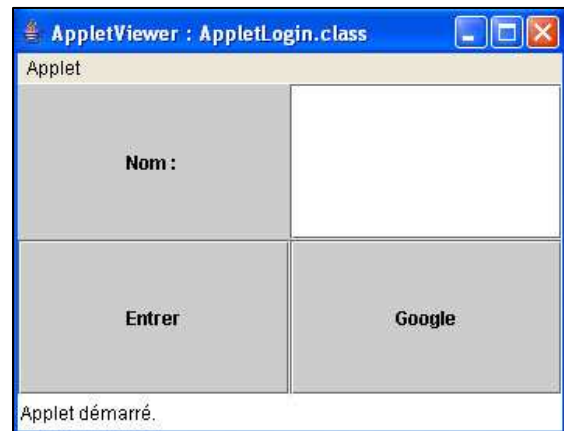 AppletViewer : AppletLogin.class
Applet
Nom :
Entrer
Google
Applet démarré.